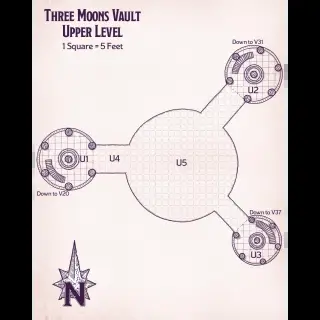 Three Moons Vault
Upper Level
1 Square = 5 Feet
Down to V31
U2
U1
U4
U5
Down to V20
Down to V37
U3
N